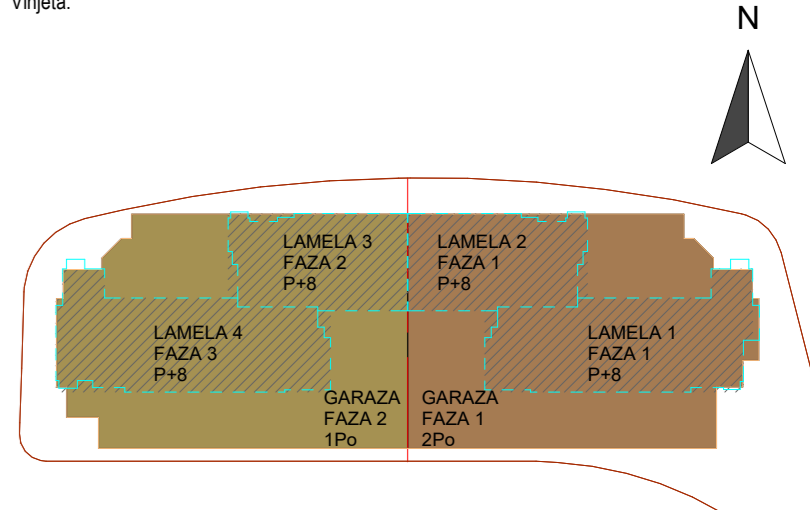 Vinjeta:
N
LAMELA 3
FAZA 2
P+8
LAMELA 2
FAZA 1
P+8
LAMELA 4
FAZA 3
P+8
LAMELA 1
FAZA 1
P+8
GARAZA
FAZA 2
1Po
GARAZA
FAZA 1
2Po